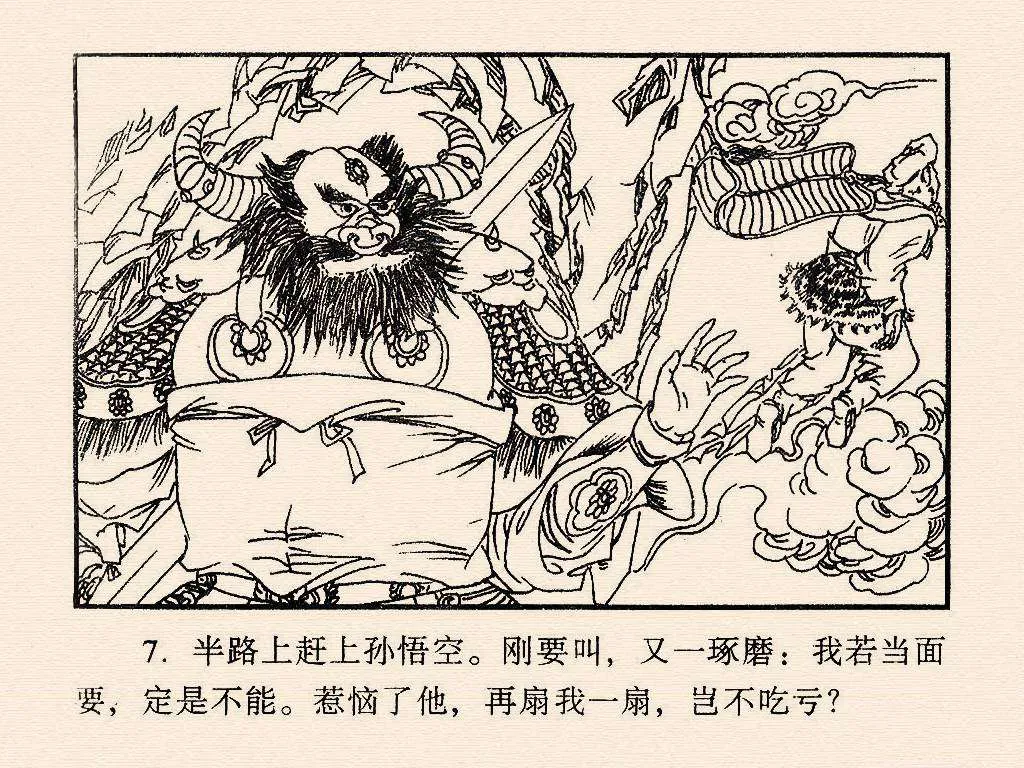 7. 半路上赶上孙悟空。刚要叫，又一琢磨：我若当面
要，定是不能。惹恼了他，再扇我一扇，岂不吃亏？